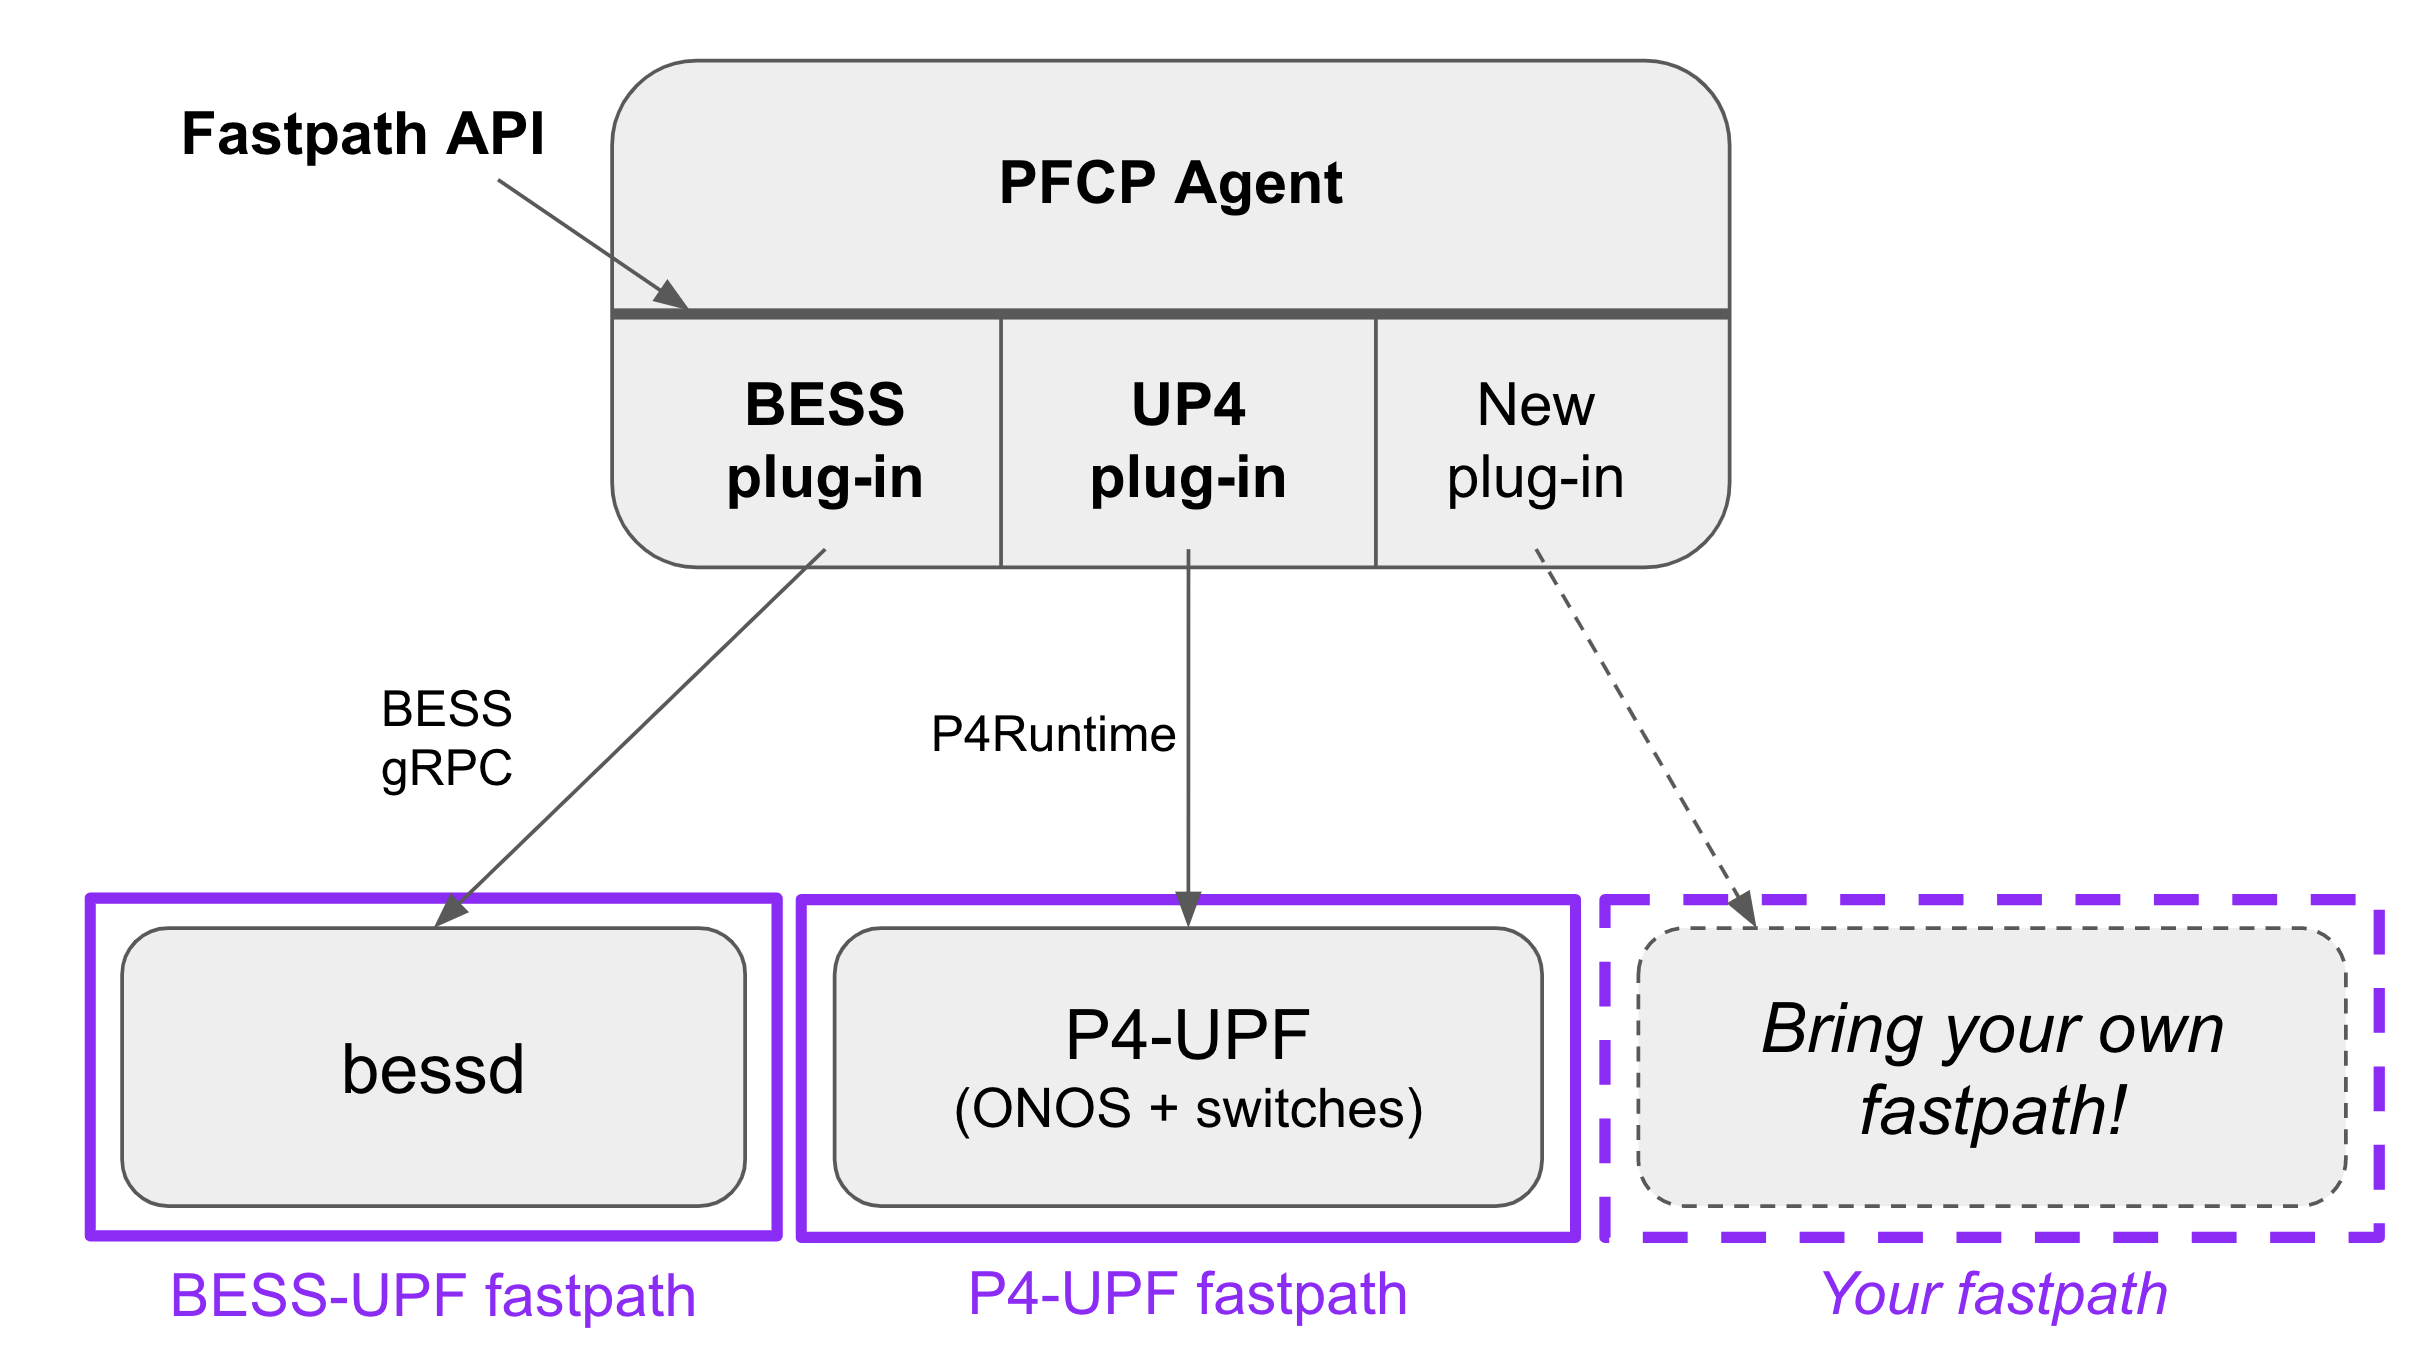 Fastpath API
PFCP Agent
BESS
plug-in
UP4
plug-in
New
plug-in
BESS
gRPC
P4Runtime
bessd
P4-UPF
(ONOS + switches)
Bring your own
fastpath!
BESS-UPF fastpath
P4-UPF fastpath
Your fastpath